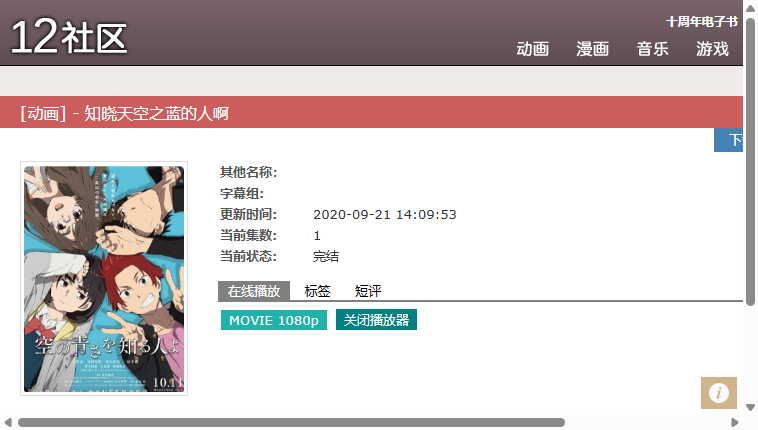 十周年电子书
12社区
动画 漫画 音乐 游戏
[动画] - 知晓天空之蓝的人啊
其他名称:
字幕组:
更新时间: 2020-09-21 14:09:53
当前集数: 1
当前状态: 完结
在线播放 标签 短评
MOVIE 1080p 关闭播放器
空の青さを知る人よ
10.11
i